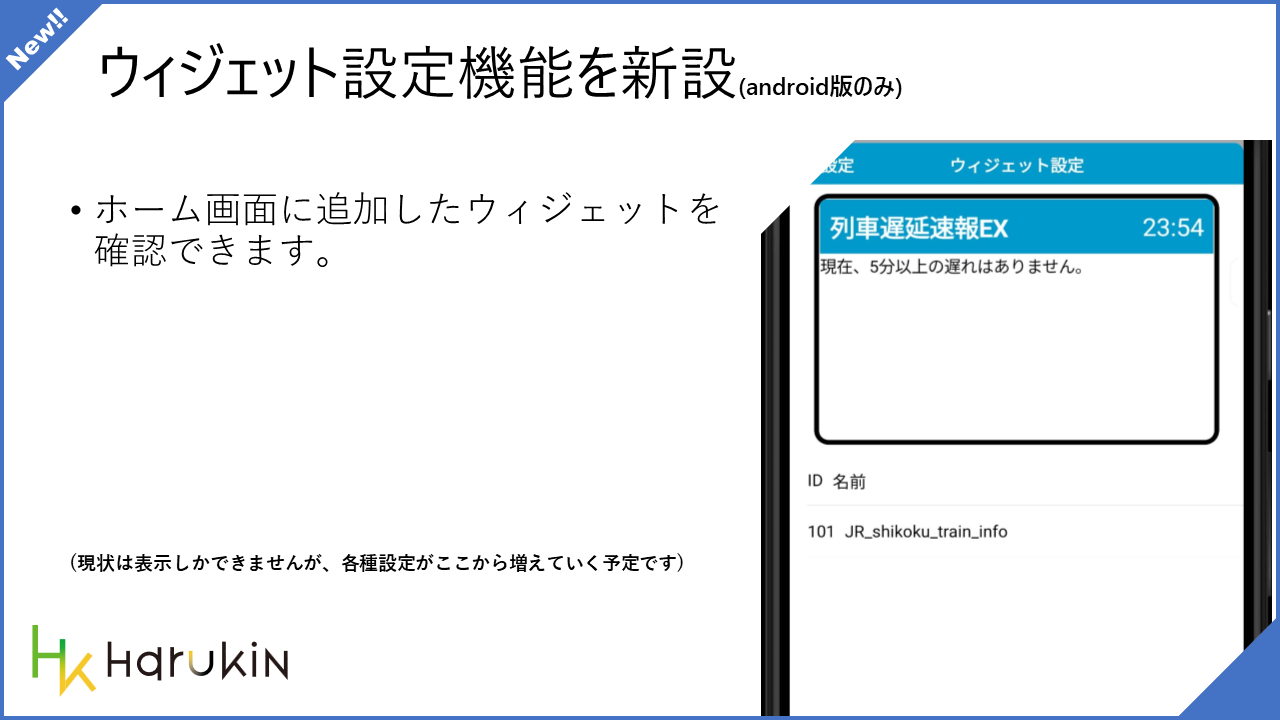 New!!
ウィジェット設定機能を新設(android版のみ)
• ホーム画面に追加したウィジェットを
確認できます。
設定 ウィジェット設定
列車遅延速報EX 23:54
現在、5分以上の遅れはありません。
ID 名前
101 JR_shikoku_train_info
(現状は表示しかできませんが、各種設定がここから増えていく予定です)
HK HARUKIN